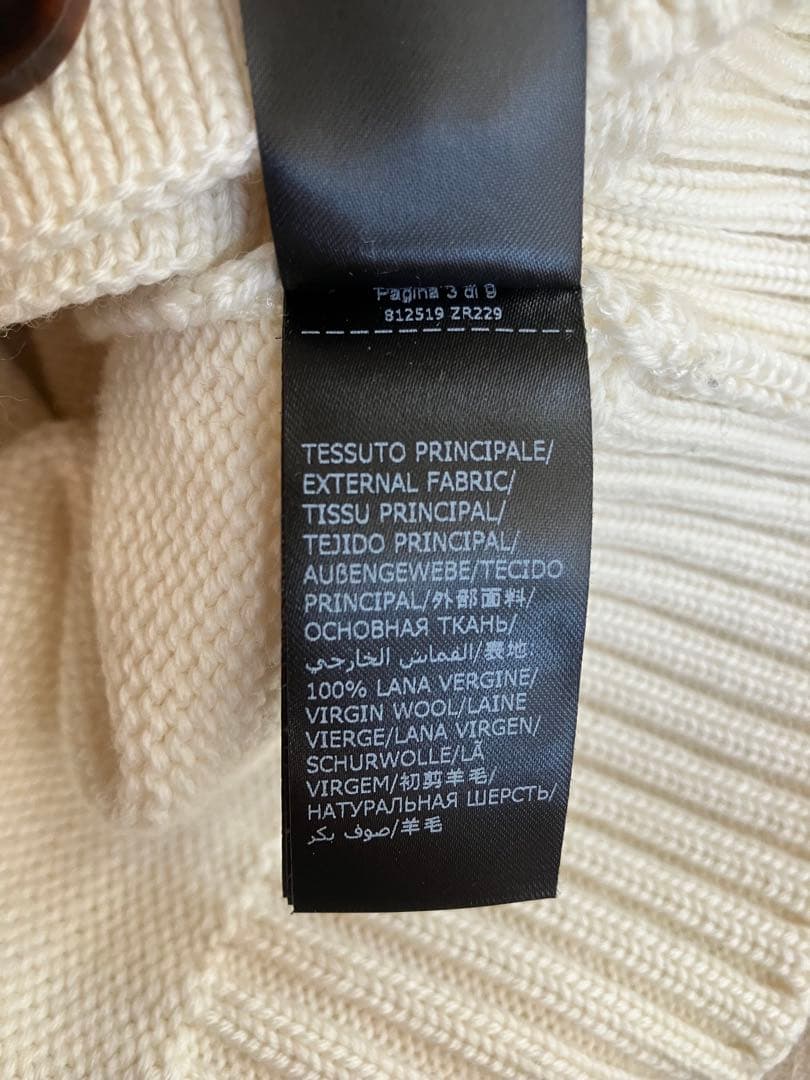 Pagina 3 di 9
812519 ZR229
TESSUTO PRINCIPALE/
EXTERNAL FABRIC/
TISSU PRINCIPAL/
TEJIDO PRINCIPAL/
AUßENGEWEBE/TECIDO
PRINCIPAL/外部面料/
ОСНОВНАЯ ТКАНЬ/
القماش الخارجي/表地:
100% LANA VERGINE/
VIRGIN WOOL/LAINE
VIERGE/LANA VIRGEN/
SCHURWOLLE/LÃ
VIRGEM/初剪羊毛/
НАТУРАЛЬНАЯ ШЕРСТЬ/
صوف بكر/羊毛